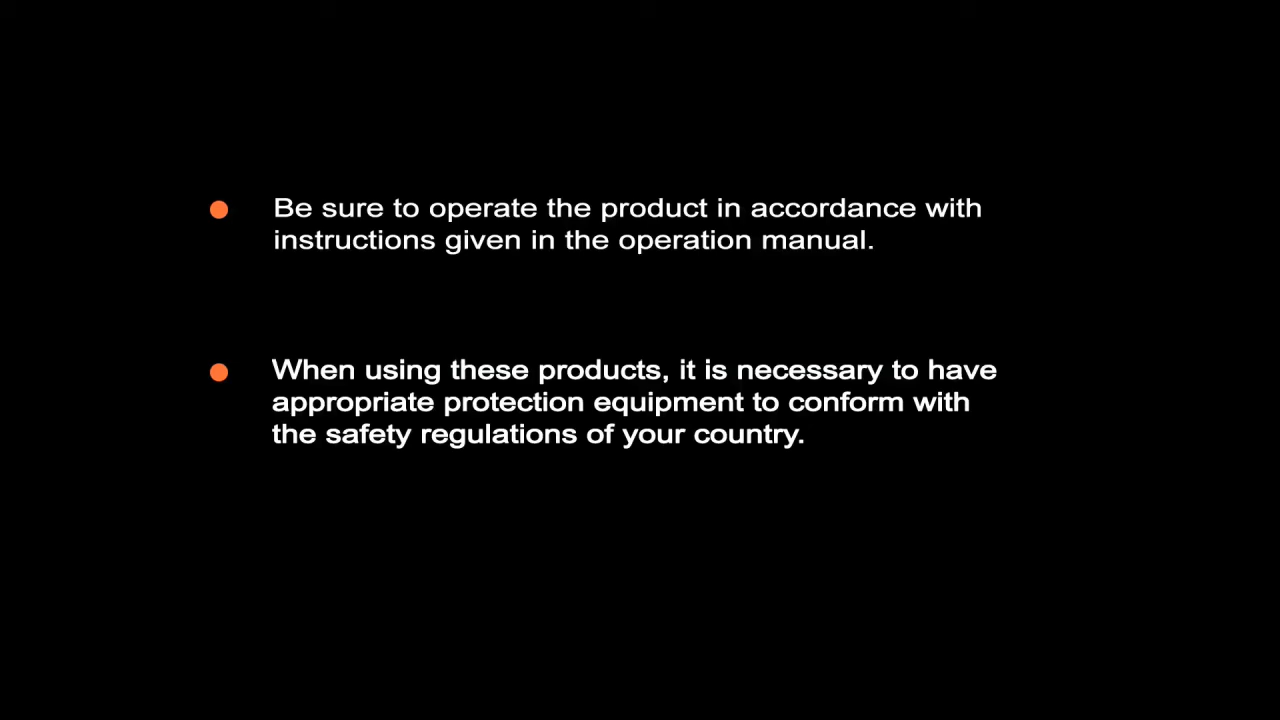 Be sure to operate the product in accordance with
instructions given in the operation manual.
When using these products, it is necessary to have
appropriate protection equipment to conform with
the safety regulations of your country.